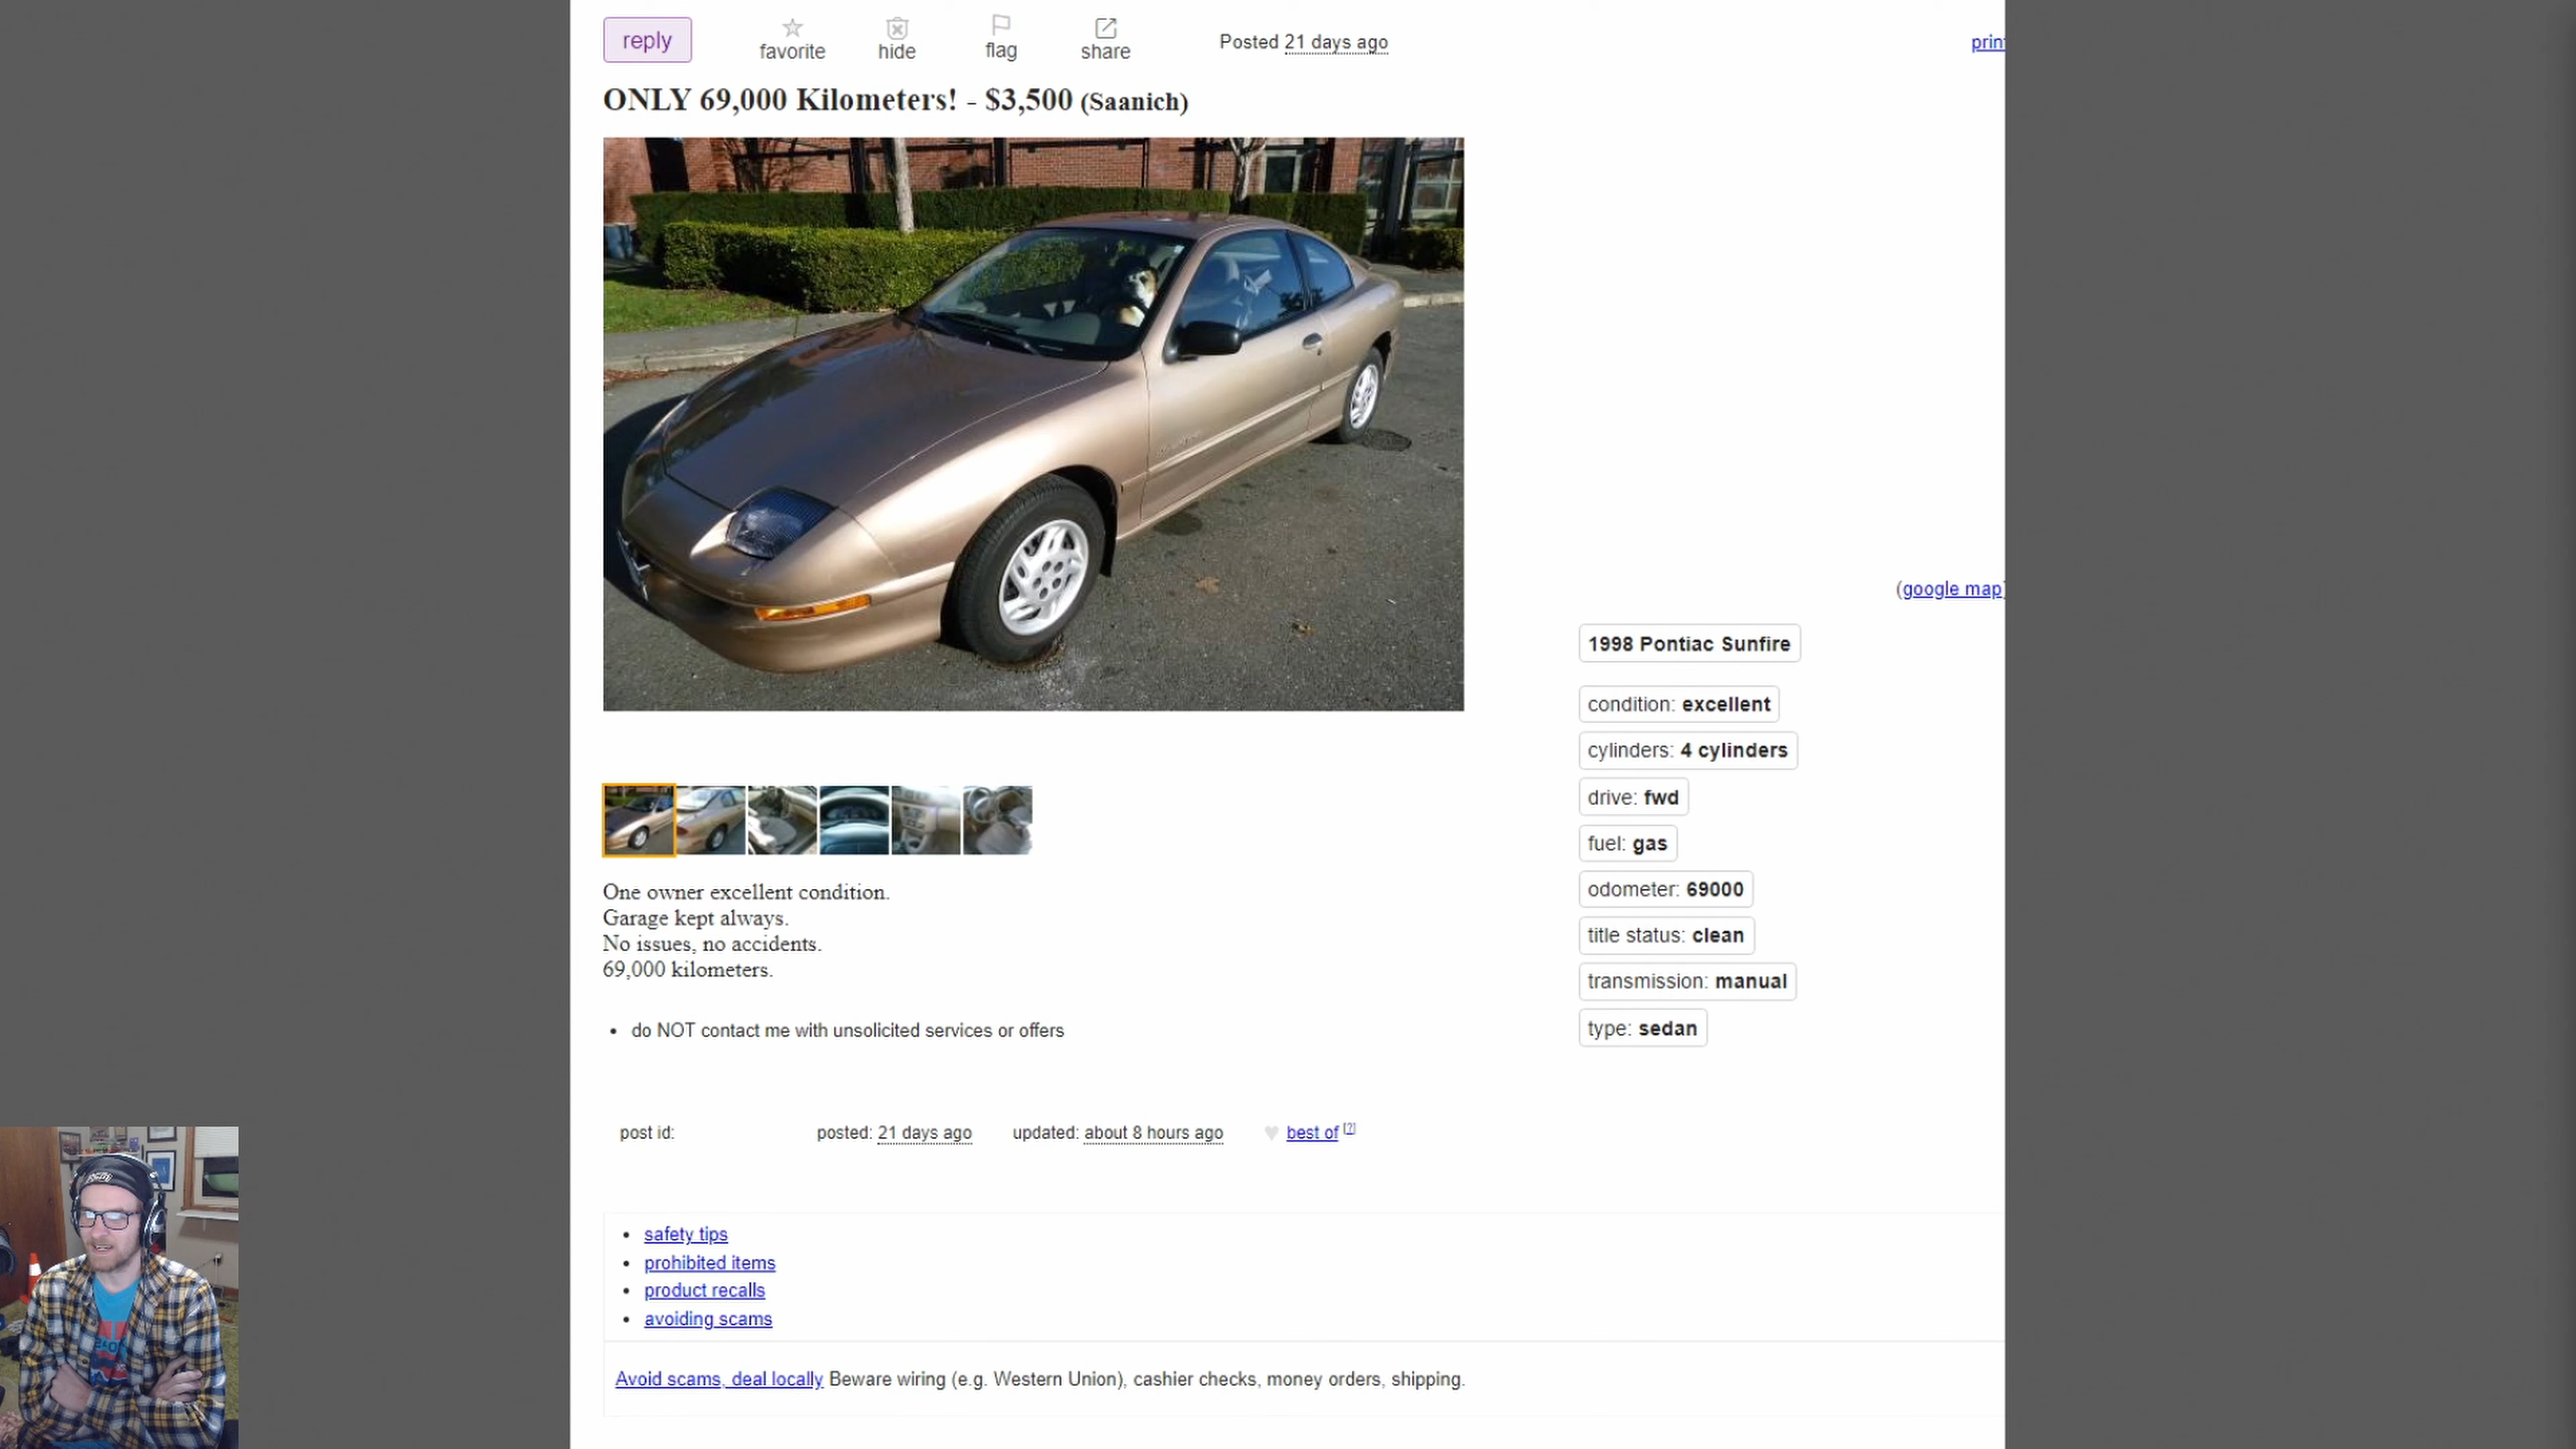 reply
favorite
hide
flag
share
Posted 21 days ago
print
ONLY 69,000 Kilometers! - $3,500 (Saanich)
(google map)
1998 Pontiac Sunfire
condition: excellent
cylinders: 4 cylinders
drive: fwd
fuel: gas
odometer: 69000
title status: clean
transmission: manual
type: sedan
One owner excellent condition.
Garage kept always.
No issues, no accidents.
69,000 kilometers.
• do NOT contact me with unsolicited services or offers
post id:
posted: 21 days ago
updated: about 8 hours ago
♥ best of [?]
• safety tips
• prohibited items
• product recalls
• avoiding scams
Avoid scams, deal locally Beware wiring (e.g. Western Union), cashier checks, money orders, shipping.